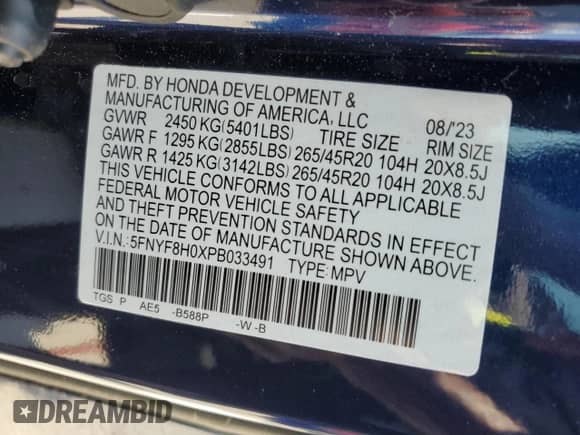 MFD. BY HONDA DEVELOPMENT &
MANUFACTURING OF AMERICA, LLC 08/'23
GVWR 2450 KG(5401LBS) TIRE SIZE RIM SIZE
GAWR F 1295 KG(2855LBS) 265/45R20 104H 20X8.5J
GAWR R 1425 KG(3142LBS) 265/45R20 104H 20X8.5J
THIS VEHICLE CONFORMS TO ALL APPLICABLE
FEDERAL MOTOR VEHICLE SAFETY
AND THEFT PREVENTION STANDARDS IN EFFECT
ON THE DATE OF MANUFACTURE SHOWN ABOVE.
V.I.N.: 5FNYF8H0XPB033491 TYPE: MPV
TGS P AE5 -B588P -W -B
DREAMBID